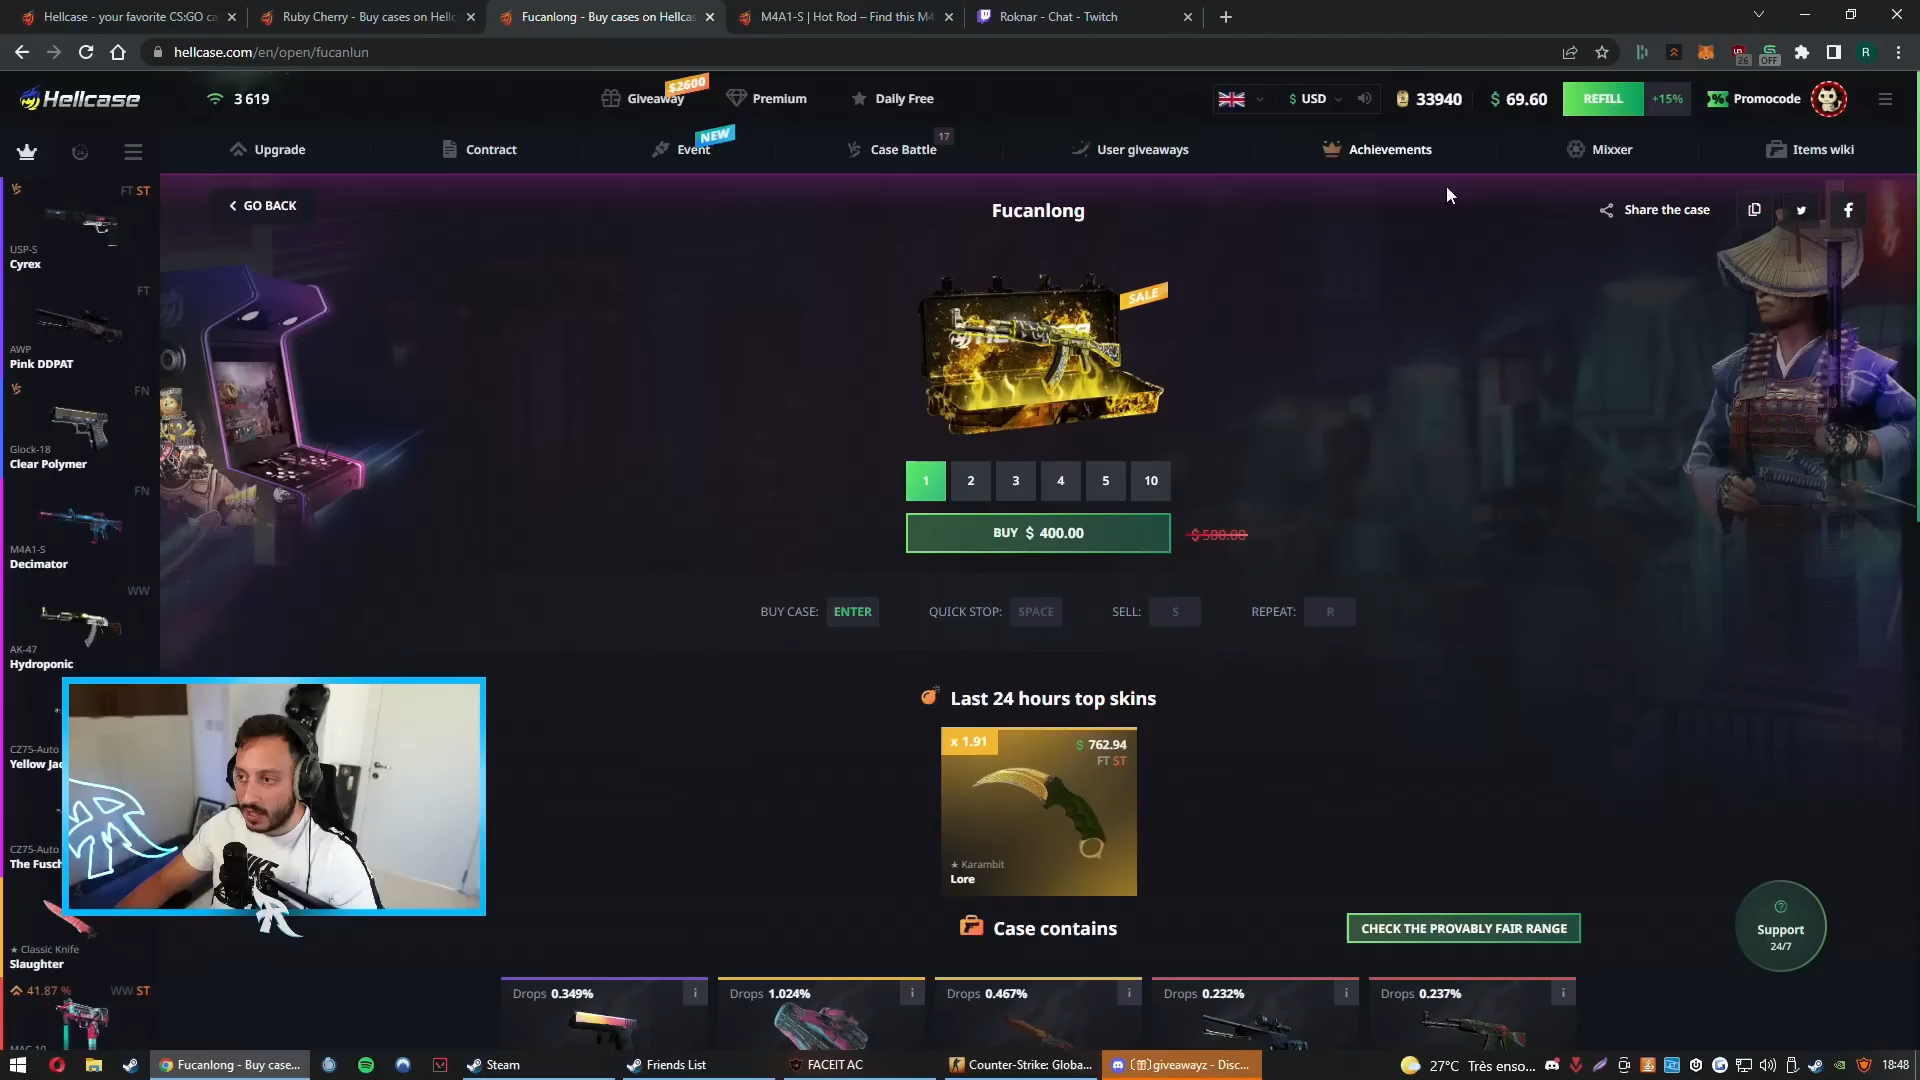 Hellcase - your favorite CS:GO ca
Ruby Cherry - Buy cases on Hellc
Fucanlong - Buy cases on Hellcas
M4A1-S | Hot Rod – Find this M4
Roknar - Chat - Twitch
hellcase.com/en/open/fucanlun
26
OFF
R
Hellcase
3 619
Giveaway
$2600
Premium
Daily Free
$ USD
33940
$ 69.60
REFILL
+15%
Promocode
Upgrade
Contract
Event
NEW
Case Battle
17
User giveaways
Achievements
Mixxer
Items wiki
GO BACK
Fucanlong
Share the case
FT ST
USP-S
Cyrex
FT
AWP
Pink DDPAT
FN
Glock-18
Clear Polymer
FN
M4A1-S
Decimator
WW
AK-47
Hydroponic
CZ75-Auto
Yellow Jac
CZ75-Auto
The Fusch
★ Classic Knife
Slaughter
41.87 %
WW ST
MAC-10
SALE
1
2
3
4
5
10
BUY $ 400.00
$ 500.00
BUY CASE: ENTER
QUICK STOP: SPACE
SELL: S
REPEAT: R
Last 24 hours top skins
x 1.91
$ 762.94
FT ST
★ Karambit
Lore
Case contains
CHECK THE PROVABLY FAIR RANGE
Support
24/7
Drops 0.349%
i
Drops 1.024%
i
Drops 0.467%
i
Drops 0.232%
i
Drops 0.237%
i
Fucanlong - Buy case...
Steam
Friends List
FACEIT AC
Counter-Strike: Globa...
giveawayz - Disc...
27°C Très enso...
18:48